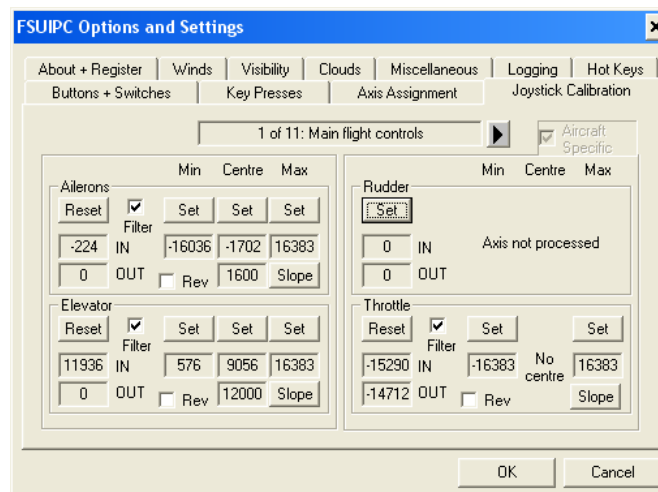 FSUIPC Options and Settings
About + Register Winds Visibility Clouds Miscellaneous Logging Hot Keys
Buttons + Switches Key Presses Axis Assignment Joystick Calibration
1 of 11: Main flight controls
Aircraft
Specific
Min Centre Max
Ailerons
Reset Set Set Set
Filter
-224 IN -16036 -1702 16383
0 OUT Rev 1600 Slope
Elevator
Reset Set Set Set
Filter
11936 IN 576 9056 16383
0 OUT Rev 12000 Slope
Min Centre Max
Rudder
Set
0 IN Axis not processed
0 OUT
Throttle
Reset Set Set
Filter
-15290 IN -16383 No
centre 16383
-14712 OUT Rev Slope
OK Cancel